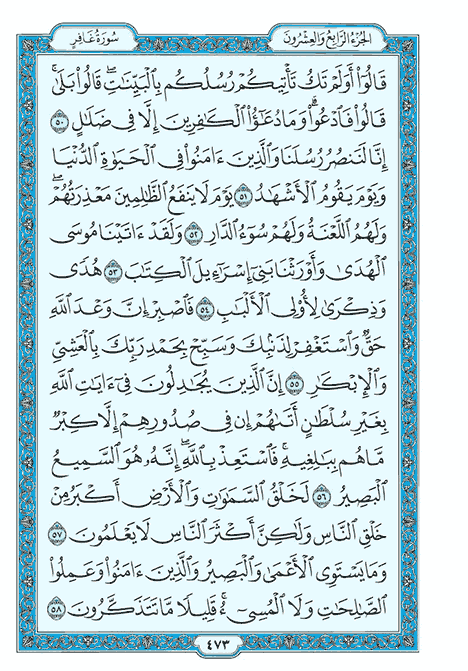 الجزء الرابع والعشرون
سورة غافر
قَالُوٓا۟ أَوَلَمْ تَكُ تَأْتِيكُمْ رُسُلُكُم بِٱلْبَيِّنَٰتِ ۖ قَالُوا۟ بَلَىٰ ۚ
قَالُوا۟ فَٱدْعُوا۟ ۗ وَمَا دُعَٰٓؤُا۟ ٱلْكَٰفِرِينَ إِلَّا فِى ضَلَٰلٍ ٥٠
إِنَّا لَنَنصُرُ رُسُلَنَا وَٱلَّذِينَ ءَامَنُوا۟ فِى ٱلْحَيَوٰةِ ٱلدُّنْيَا
وَيَوْمَ يَقُومُ ٱلْأَشْهَٰدُ ٥١ يَوْمَ لَا يَنفَعُ ٱلظَّٰلِمِينَ مَعْذِرَتُهُمْ ۖ
وَلَهُمُ ٱللَّعْنَةُ وَلَهُمْ سُوٓءُ ٱلدَّارِ ٥٢ وَلَقَدْ ءَاتَيْنَا مُوسَى
ٱلْهُدَىٰ وَأَوْرَثْنَا بَنِىٓ إِسْرَٰٓءِيلَ ٱلْكِتَٰبَ ٥٣ هُدًى
وَذِكْرَىٰ لِأُو۟لِى ٱلْأَلْبَٰبِ ٥٤ فَٱصْبِرْ إِنَّ وَعْدَ ٱللَّهِ
حَقٌّ وَٱسْتَغْفِرْ لِذَنۢبِكَ وَسَبِّحْ بِحَمْدِ رَبِّكَ بِٱلْعَشِىِّ
وَٱلْإِبْكَٰرِ ٥٥ إِنَّ ٱلَّذِينَ يُجَٰدِلُونَ فِىٓ ءَايَٰتِ ٱللَّهِ
بِغَيْرِ سُلْطَٰنٍ أَتَىٰهُمْ ۙ إِن فِى صُدُورِهِمْ إِلَّا كِبْرٌ
مَّا هُم بِبَٰلِغِيهِ ۚ فَٱسْتَعِذْ بِٱللَّهِ ۖ إِنَّهُۥ هُوَ ٱلسَّمِيعُ
ٱلْبَصِيرُ ٥٦ لَخَلْقُ ٱلسَّمَٰوَٰتِ وَٱلْأَرْضِ أَكْبَرُ مِنْ
خَلْقِ ٱلنَّاسِ وَلَٰكِنَّ أَكْثَرَ ٱلنَّاسِ لَا يَعْلَمُونَ ٥٧
وَمَا يَسْتَوِى ٱلْأَعْمَىٰ وَٱلْبَصِيرُ وَٱلَّذِينَ ءَامَنُوا۟ وَعَمِلُوا۟
ٱلصَّٰلِحَٰتِ وَلَا ٱلْمُسِىٓءُ ۚ قَلِيلًا مَّا تَتَذَكَّرُونَ ٥٨
٤٧٣